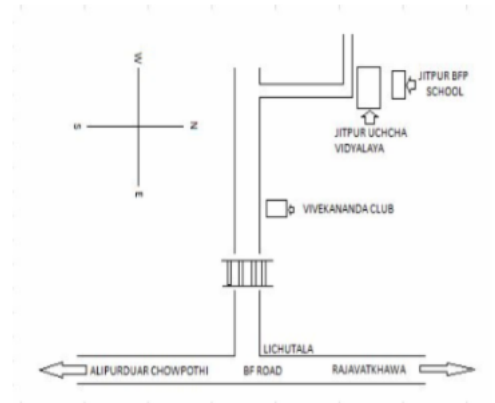 W
S
N
E
JITPUR BFP
SCHOOL
JITPUR UCHCHA
VIDYALAYA
VIVEKANANDA CLUB
LICHUTALA
ALIPURDUAR CHOWPOTHI
BF ROAD
RAJAVATKHAWA